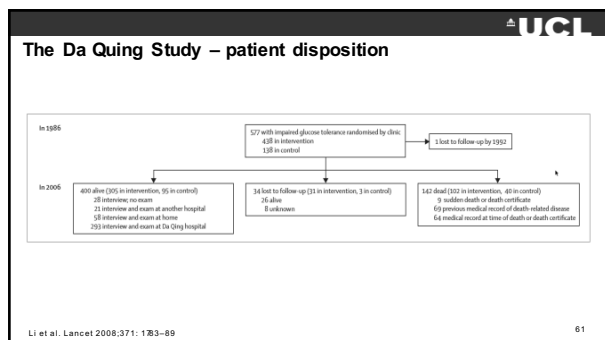 UCL
The Da Quing Study – patient disposition
In 1986
577 with impaired glucose tolerance randomised by clinic
438 in intervention
138 in control
1 lost to follow-up by 1992
In 2006
400 alive (305 in intervention, 95 in control)
28 interview; no exam
21 interview and exam at another hospital
58 interview and exam at home
293 interview and exam at Da Qing hospital
34 lost to follow-up (31 in intervention, 3 in control)
26 alive
8 unknown
142 dead (102 in intervention, 40 in control)
9 sudden death or death certificate
69 previous medical record of death-related disease
64 medical record at time of death or death certificate
Li et al. Lancet 2008;371: 1783–89
61